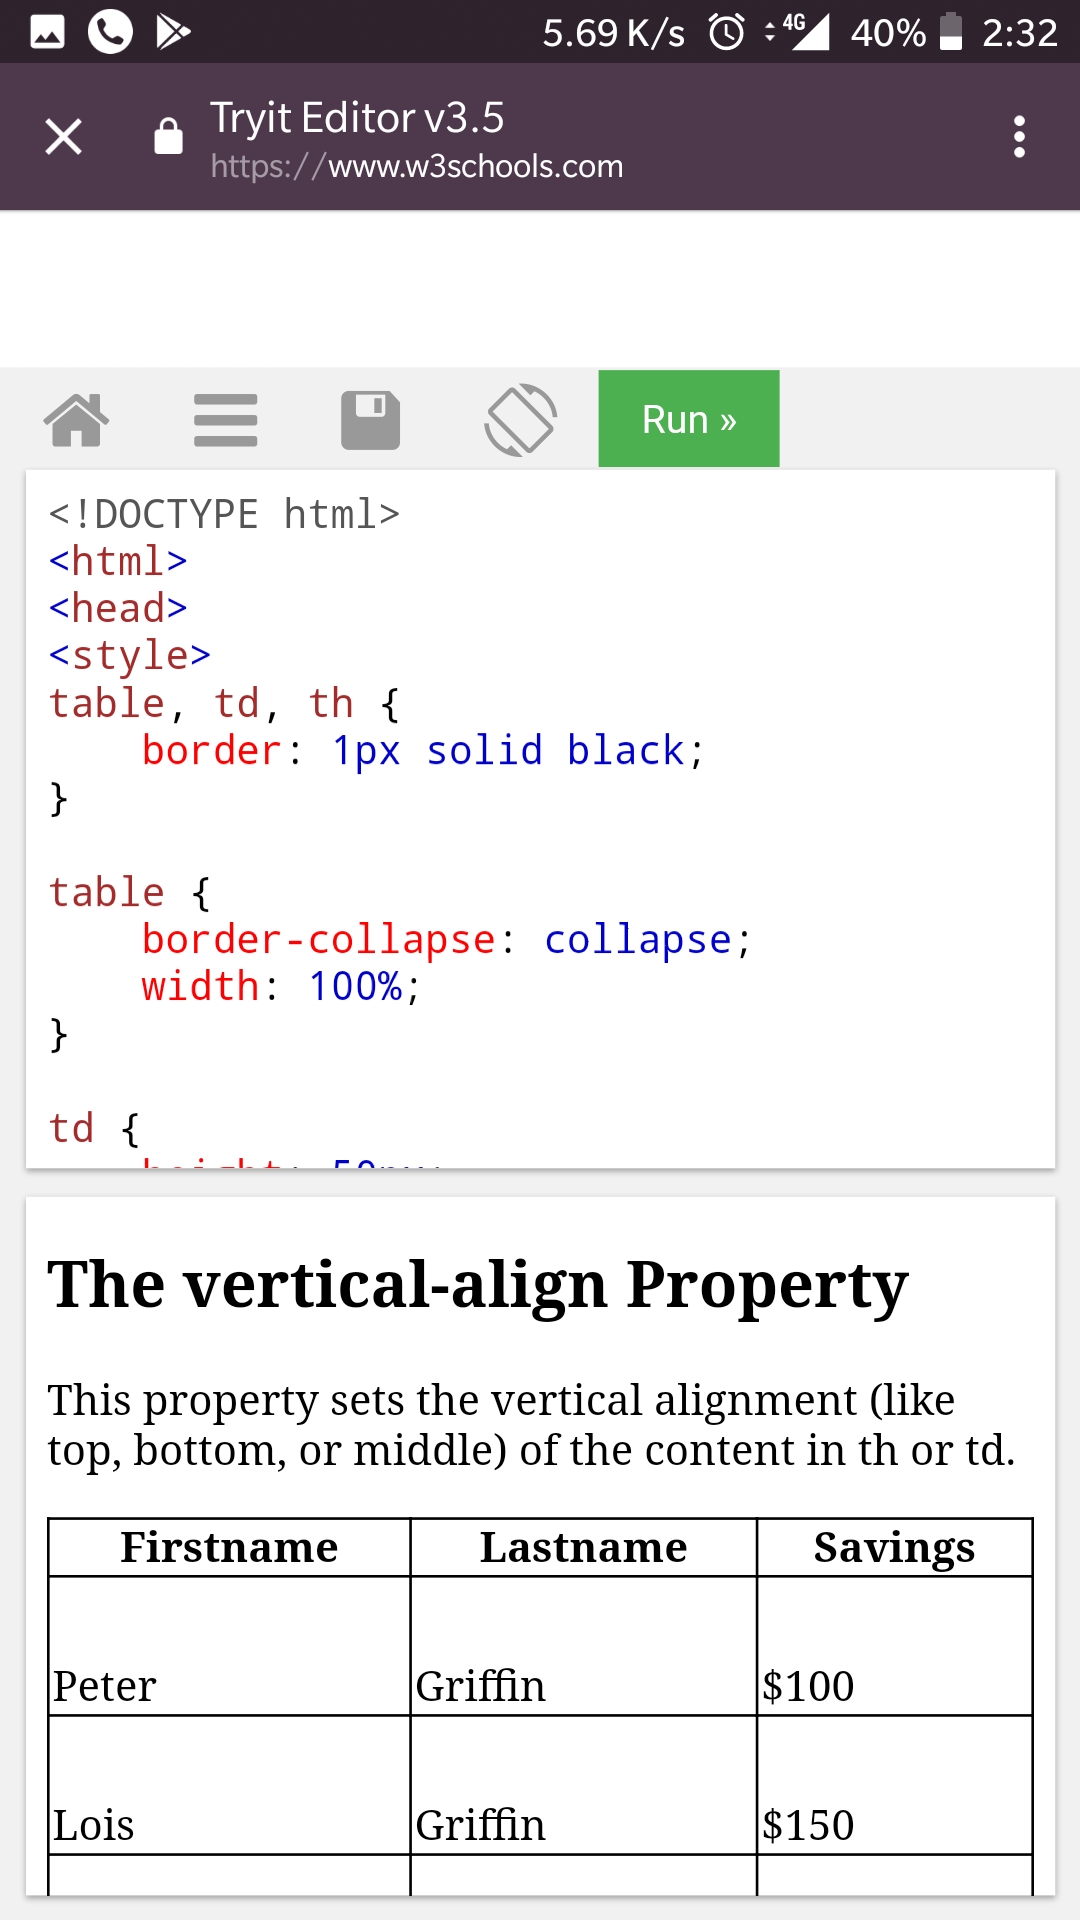 5.69 K/s 4G 40% 2:32
Tryit Editor v3.5
https://www.w3schools.com
Run »
<!DOCTYPE html>
<html>
<head>
<style>
table, td, th {
    border: 1px solid black;
}
table {
    border-collapse: collapse;
    width: 100%;
}
td {
The vertical-align Property
This property sets the vertical alignment (like
top, bottom, or middle) of the content in th or td.
Firstname Lastname Savings
Peter Griffin $100
Lois Griffin $150